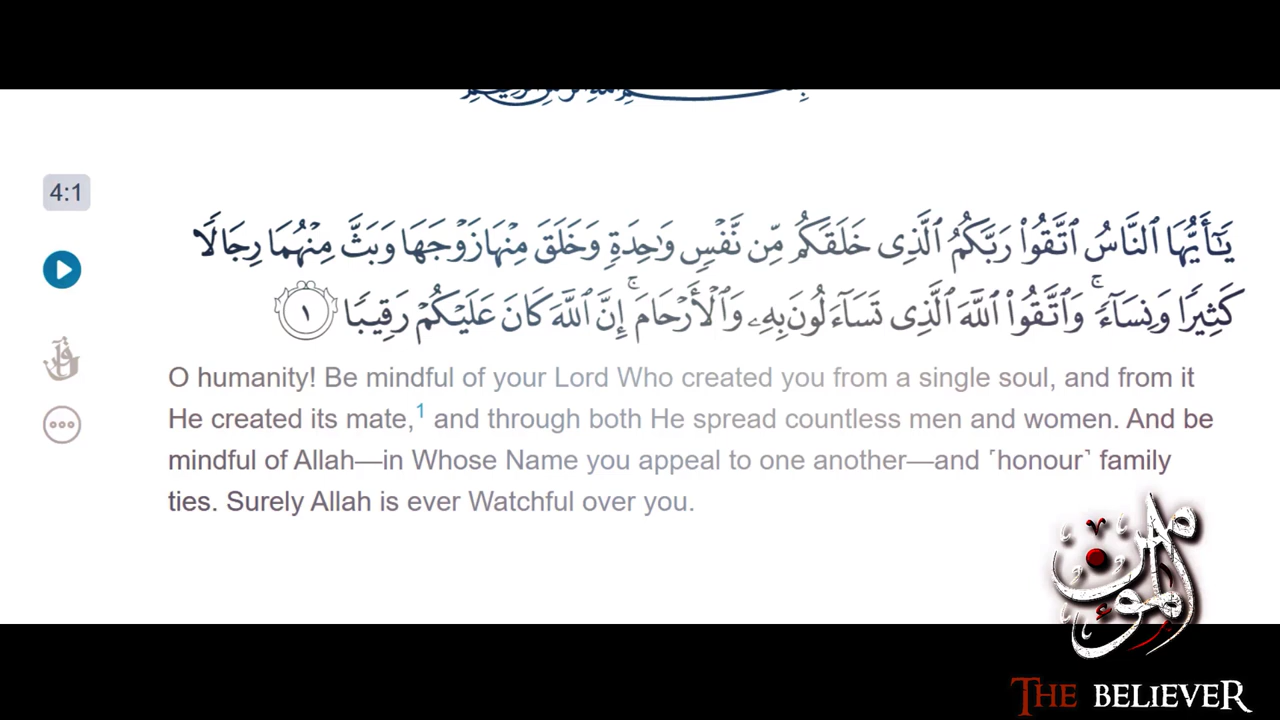 4:1
يَـٰٓأَيُّهَا ٱلنَّاسُ ٱتَّقُوا۟ رَبَّكُمُ ٱلَّذِى خَلَقَكُم مِّن نَّفْسٍ وَٰحِدَةٍ وَخَلَقَ مِنْهَا زَوْجَهَا وَبَثَّ مِنْهُمَا رِجَالًا
كَثِيرًا وَنِسَآءً ۚ وَٱتَّقُوا۟ ٱللَّهَ ٱلَّذِى تَسَآءَلُونَ بِهِۦ وَٱلْأَرْحَامَ ۚ إِنَّ ٱللَّهَ كَانَ عَلَيْكُمْ رَقِيبًا ١
O humanity! Be mindful of your Lord Who created you from a single soul, and from it
He created its mate,1 and through both He spread countless men and women. And be
mindful of Allah—in Whose Name you appeal to one another—and ˹honour˺ family
ties. Surely Allah is ever Watchful over you.
المؤمن
THE BELIEVER